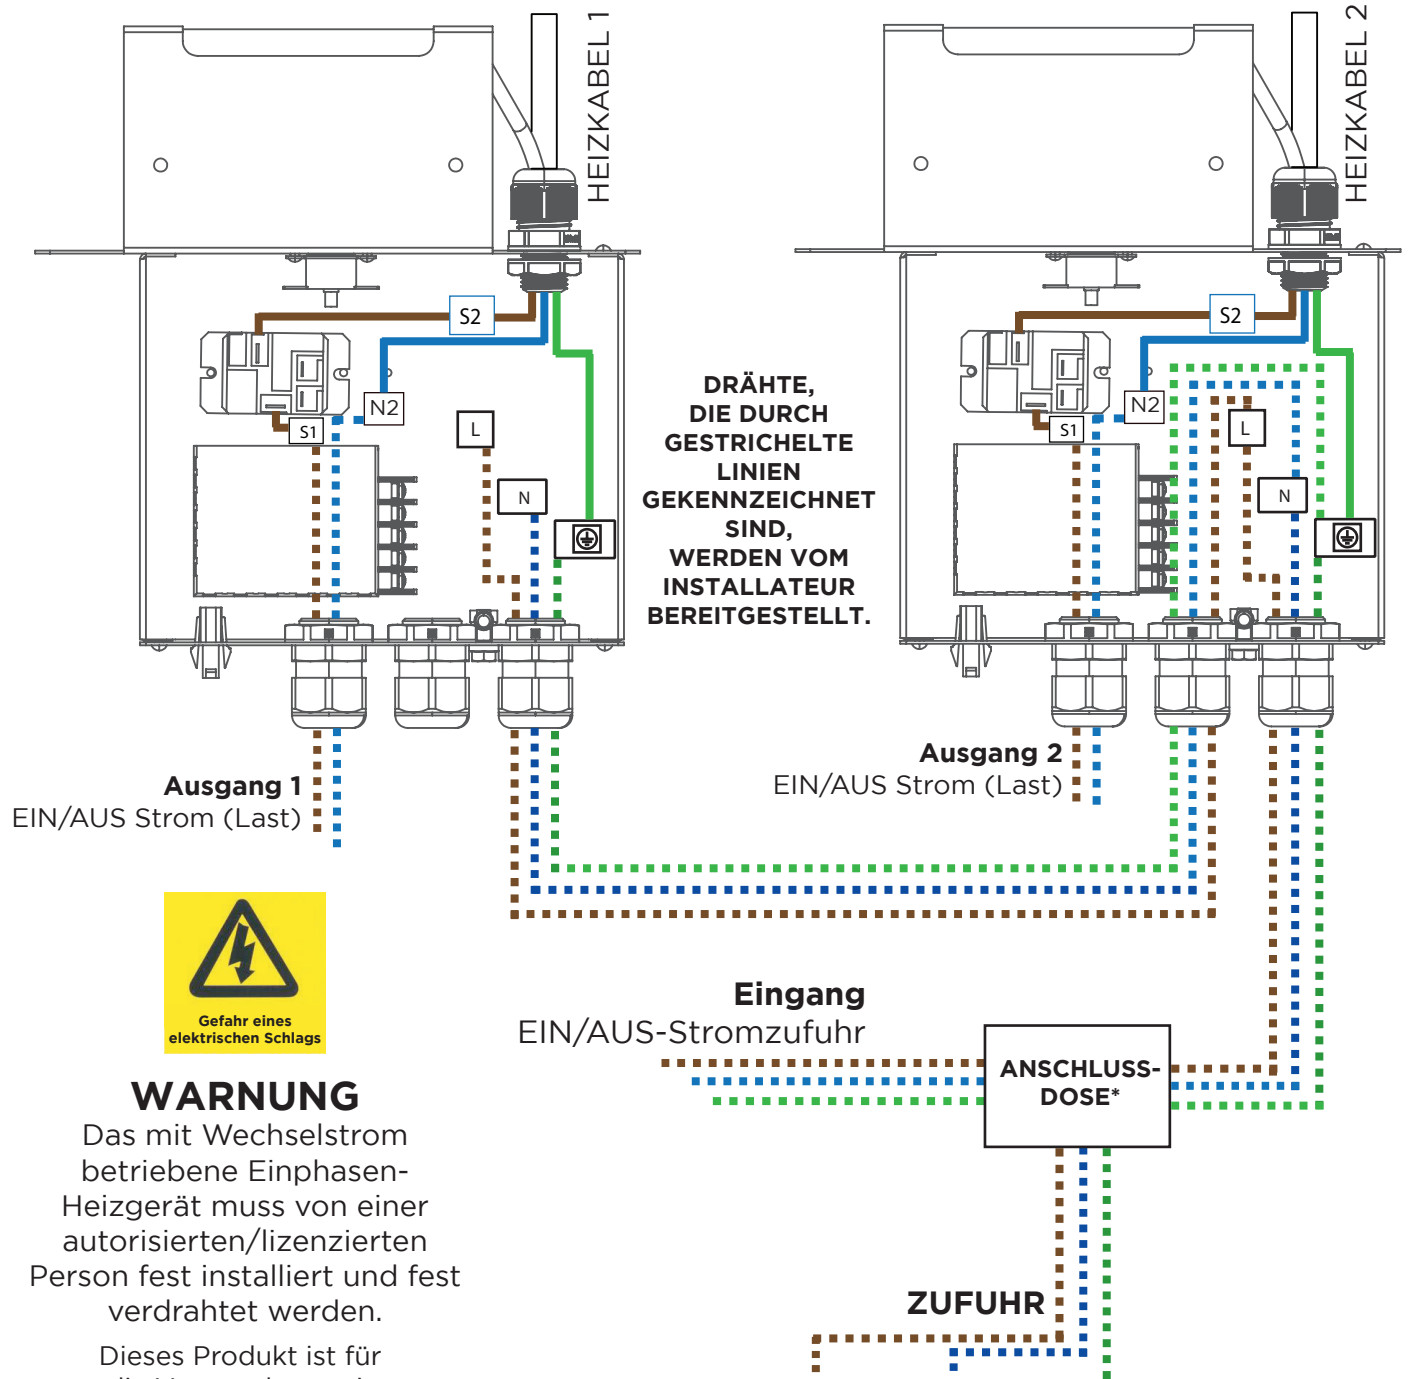 HEIZKABEL 1
HEIZKABEL 2
S2
N2
S1
L
N
S2
N2
S1
L
N
DRÄHTE,
DIE DURCH
GESTRICHELTE
LINIEN
GEKENNZEICHNET
SIND,
WERDEN VOM
INSTALLATEUR
BEREITGESTELLT.
Ausgang 1
EIN/AUS Strom (Last)
Ausgang 2
EIN/AUS Strom (Last)
Gefahr eines
elektrischen Schlags
Eingang
EIN/AUS-Stromzufuhr
ANSCHLUSS-
DOSE*
ZUFUHR
WARNUNG
Das mit Wechselstrom
betriebene Einphasen-
Heizgerät muss von einer
autorisierten/lizenzierten
Person fest installiert und fest
verdrahtet werden.
Dieses Produkt ist für